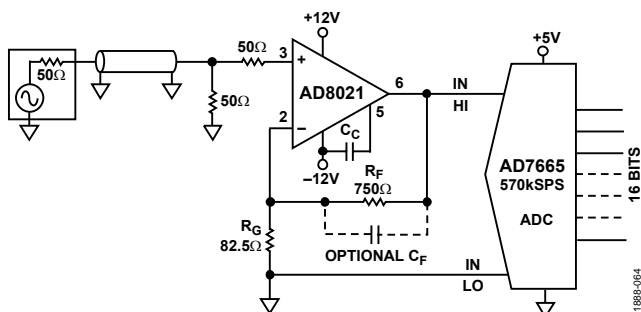 +12V
+5V
50Ω
50Ω
3
+
AD8021
6
IN
HI
50Ω
2
–
5
C_C
–12V
R_F
750Ω
AD7665
570kSPS
ADC
16 BITS
R_G
82.5Ω
OPTIONAL C_F
IN
LO
1888-064